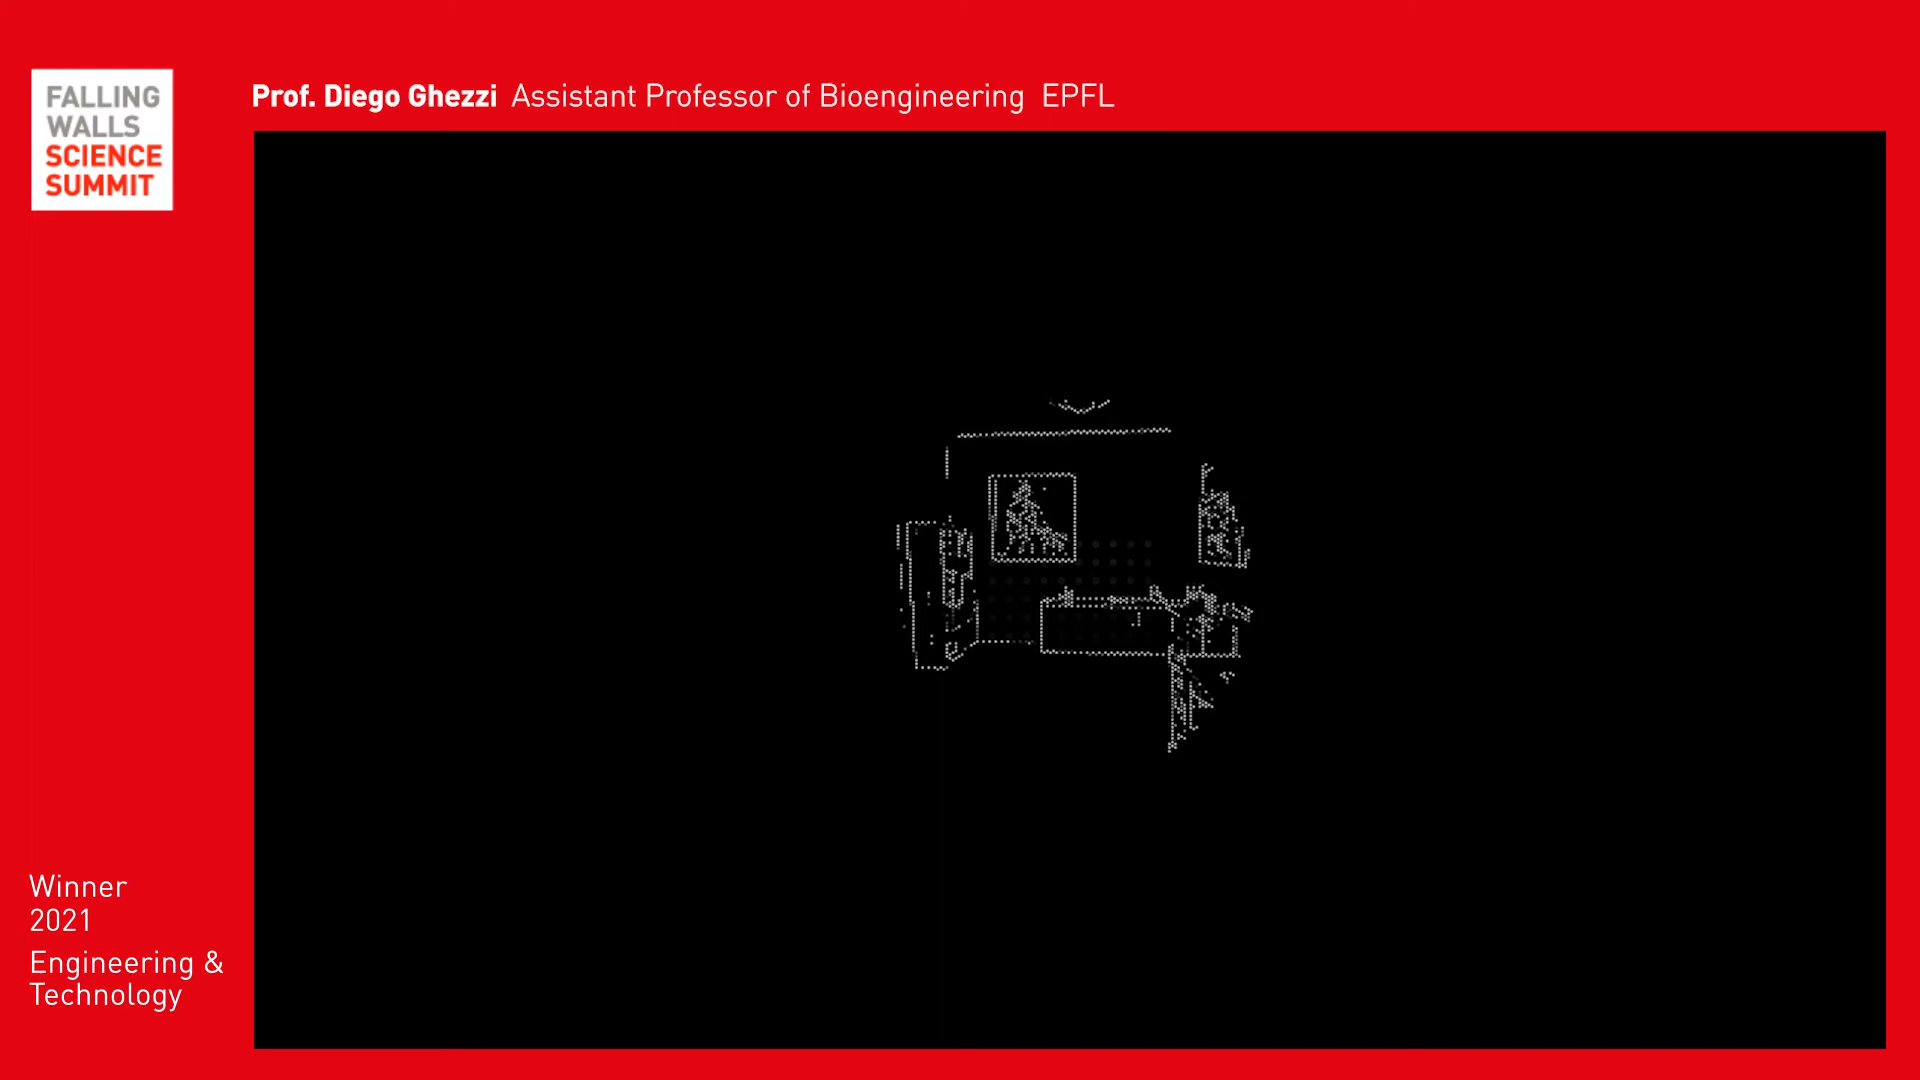 FALLING
WALLS
SCIENCE
SUMMIT
Prof. Diego Ghezzi Assistant Professor of Bioengineering EPFL
Winner
2021
Engineering &
Technology